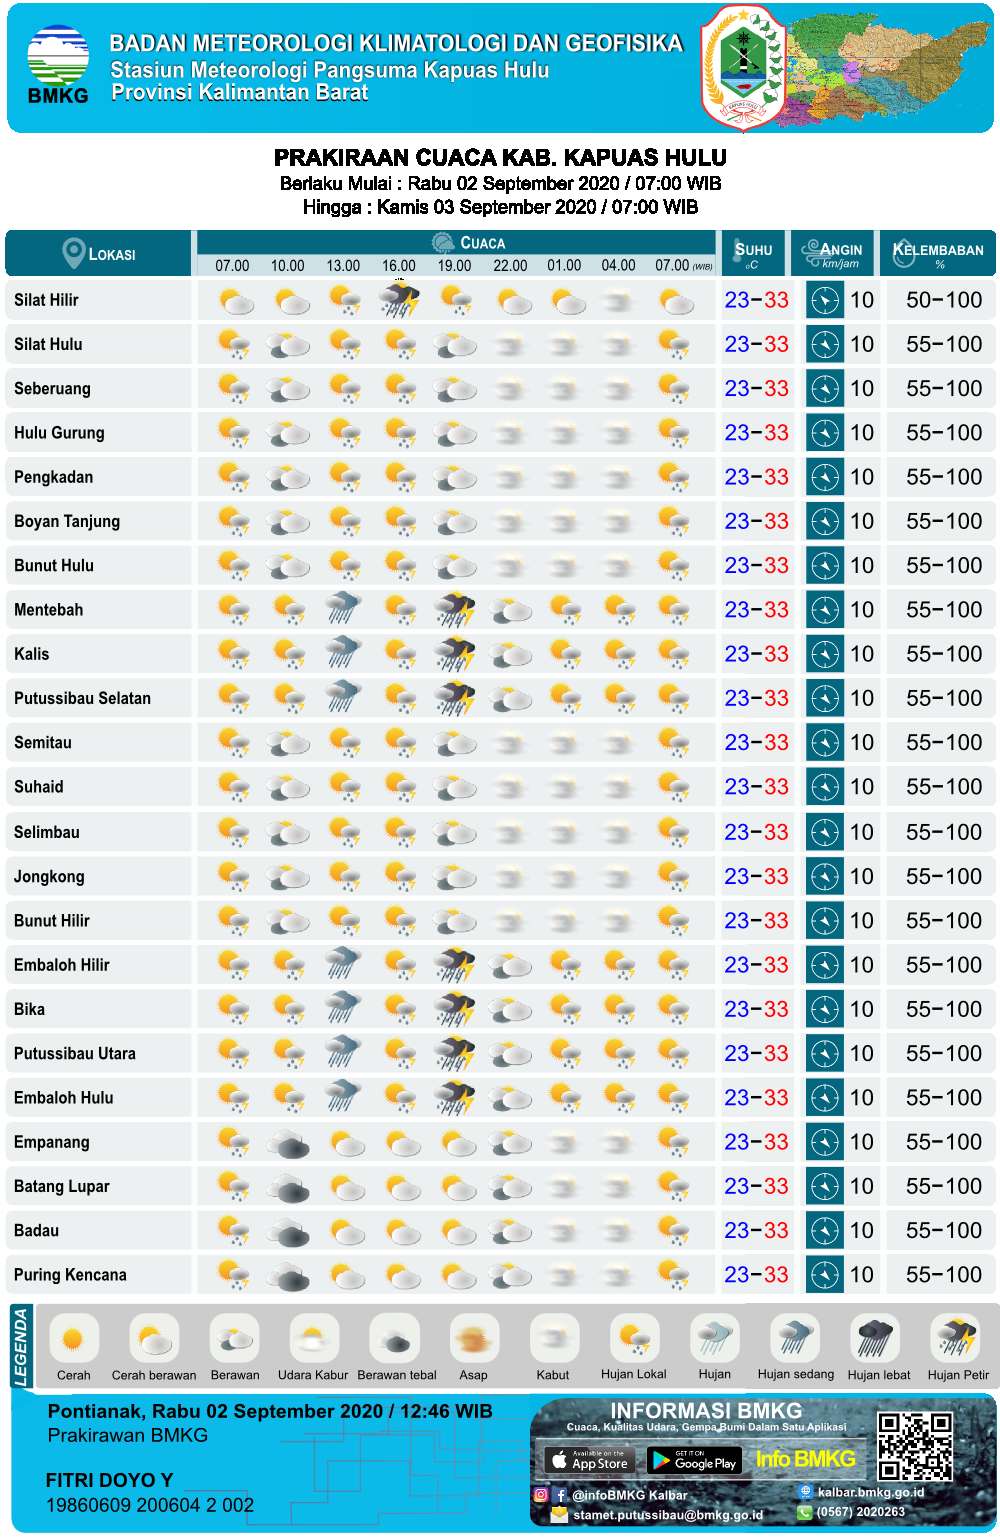 BMKG
BADAN METEOROLOGI KLIMATOLOGI DAN GEOFISIKA
Stasiun Meteorologi Pangsuma Kapuas Hulu
Provinsi Kalimantan Barat
KAPUAS HULU
PRAKIRAAN CUACA KAB. KAPUAS HULU
Berlaku Mulai : Rabu 02 September 2020 / 07:00 WIB
Hingga : Kamis 03 September 2020 / 07:00 WIB
LOKASI CUACA SUHU °C ANGIN km/jam KELEMBABAN %
07.00 10.00 13.00 16.00 19.00 22.00 01.00 04.00 07.00 (WIB)
Silat Hilir 23-33 10 50-100
Silat Hulu 23-33 10 55-100
Seberuang 23-33 10 55-100
Hulu Gurung 23-33 10 55-100
Pengkadan 23-33 10 55-100
Boyan Tanjung 23-33 10 55-100
Bunut Hulu 23-33 10 55-100
Mentebah 23-33 10 55-100
Kalis 23-33 10 55-100
Putussibau Selatan 23-33 10 55-100
Semitau 23-33 10 55-100
Suhaid 23-33 10 55-100
Selimbau 23-33 10 55-100
Jongkong 23-33 10 55-100
Bunut Hilir 23-33 10 55-100
Embaloh Hilir 23-33 10 55-100
Bika 23-33 10 55-100
Putussibau Utara 23-33 10 55-100
Embaloh Hulu 23-33 10 55-100
Empanang 23-33 10 55-100
Batang Lupar 23-33 10 55-100
Badau 23-33 10 55-100
Puring Kencana 23-33 10 55-100
LEGENDA
Cerah Cerah berawan Berawan Udara Kabur Berawan tebal Asap Kabut Hujan Lokal Hujan Hujan sedang Hujan lebat Hujan Petir
Pontianak, Rabu 02 September 2020 / 12:46 WIB
Prakirawan BMKG
FITRI DOYO Y
19860609 200604 2 002
INFORMASI BMKG
Cuaca, Kualitas Udara, Gempa Bumi Dalam Satu Aplikasi
Available on the App Store
GET IT ON Google Play
Info BMKG
@infoBMKG Kalbar
kalbar.bmkg.go.id
stamet.putussibau@bmkg.go.id
(0567) 2020263